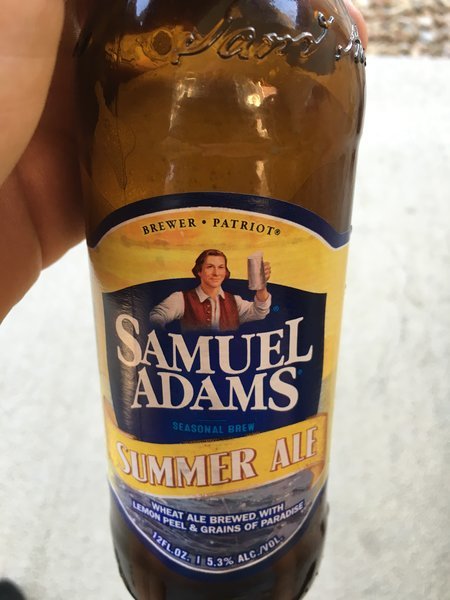 Sam'l A
BREWER • PATRIOT®
SAMUEL
ADAMS®
SEASONAL BREW
SUMMER ALE
WHEAT ALE BREWED WITH
LEMON PEEL & GRAINS OF PARADISE
12FL.OZ. | 5.3% ALC./VOL.